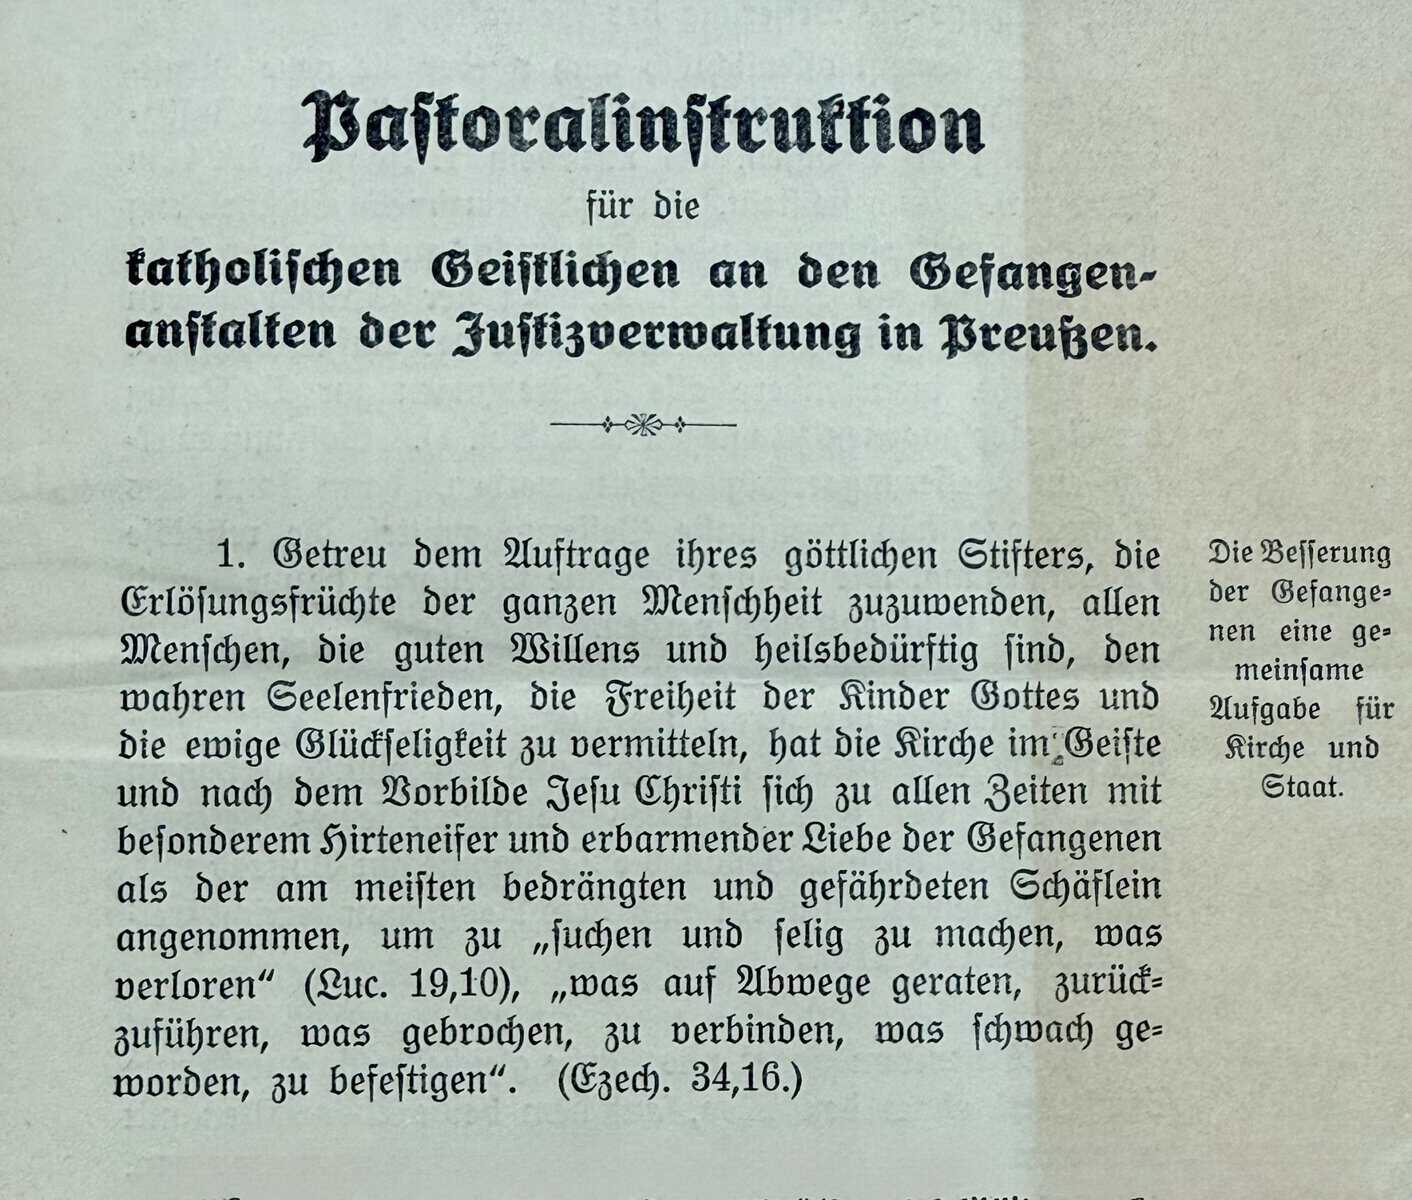 Pastoralinstruktion
für die
katholischen Geistlichen an den Gefangen-
anstalten der Justizverwaltung in Preußen.
1. Getreu dem Auftrage ihres göttlichen Stifters, die
Erlösungsfrüchte der ganzen Menschheit zuzuwenden, allen
Menschen, die guten Willens und heilsbedürftig sind, den
wahren Seelenfrieden, die Freiheit der Kinder Gottes und
die ewige Glückseligkeit zu vermitteln, hat die Kirche im Geiste
und nach dem Vorbilde Jesu Christi sich zu allen Zeiten mit
besonderem Hirteneifer und erbarmender Liebe der Gefangenen
als der am meisten bedrängten und gefährdeten Schäflein
angenommen, um zu „suchen und selig zu machen, was
verloren“ (Luc. 19,10), „was auf Abwege geraten, zurück-
zuführen, was gebrochen, zu verbinden, was schwach ge-
worden, zu befestigen“. (Ezech. 34,16.)
Die Besserung
der Gefange-
nen eine ge-
meinsame
Aufgabe für
Kirche und
Staat.